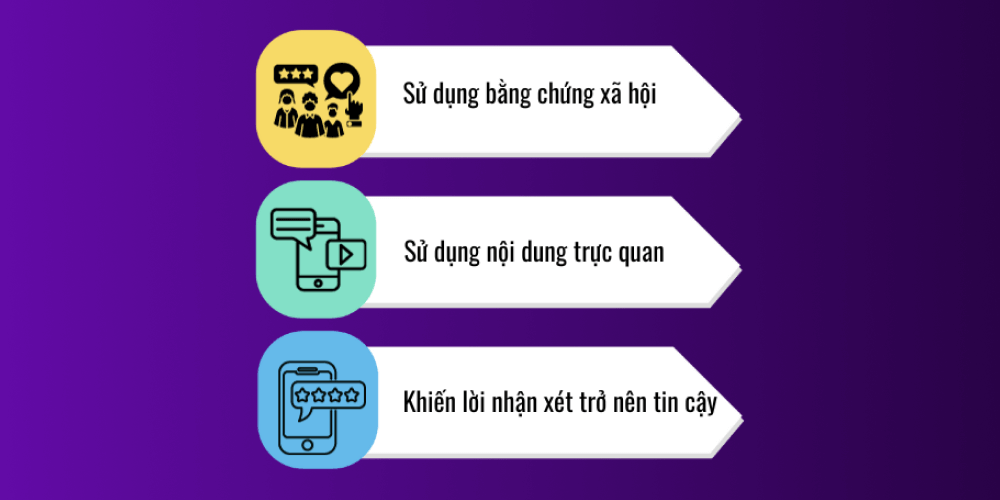 Sử dụng bằng chứng xã hội
Sử dụng nội dung trực quan
Khiến lời nhận xét trở nên tin cậy